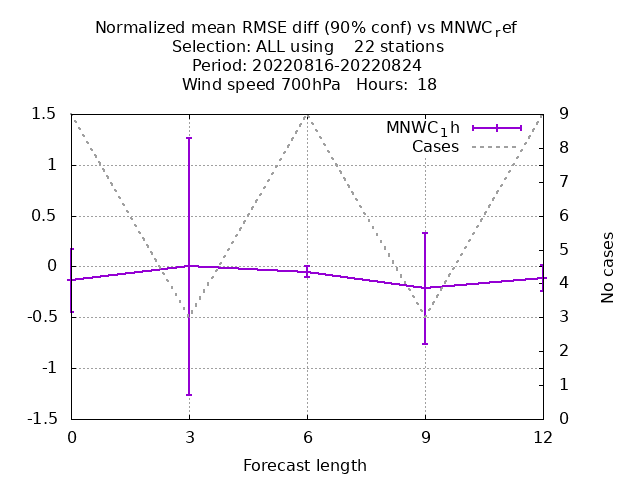 Normalized mean RMSE diff (90% conf) vs MNWC_ref
Selection: ALL using    22 stations
Period: 20220816-20220824
Wind speed 700hPa   Hours:  18
MNWC_1h
Cases
1.5
1
0.5
0
-0.5
-1
-1.5
9
8
7
6
5
4
3
2
1
0
No cases
0 3 6 9 12
Forecast length